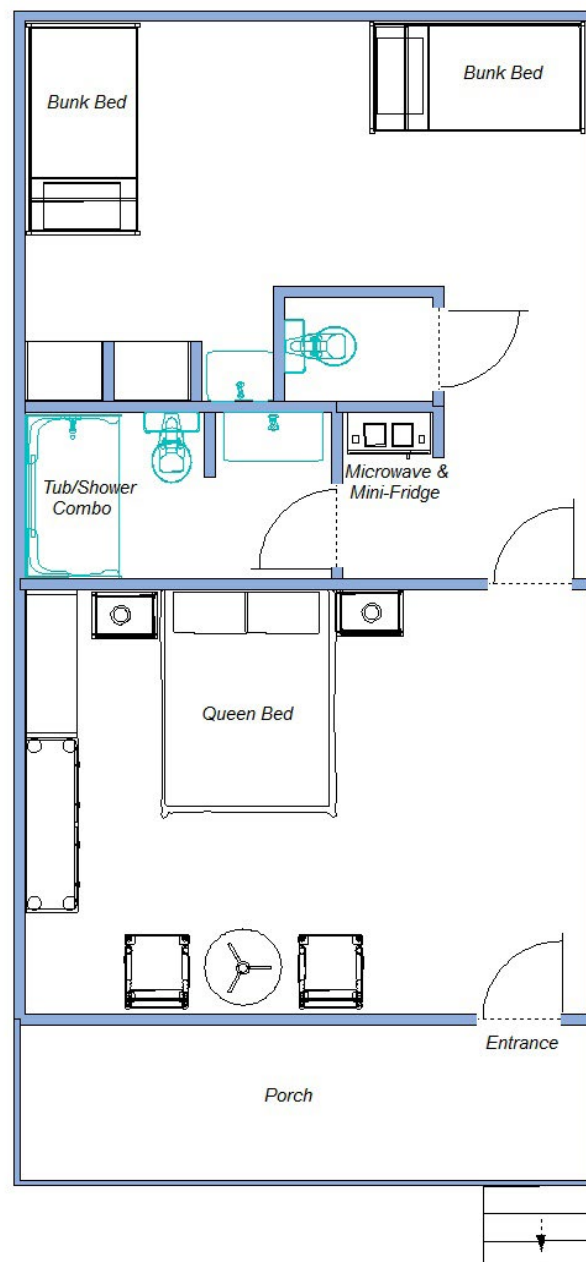 Bunk Bed
Bunk Bed
Tub/Shower
Combo
Microwave &
Mini-Fridge
Queen Bed
Entrance
Porch